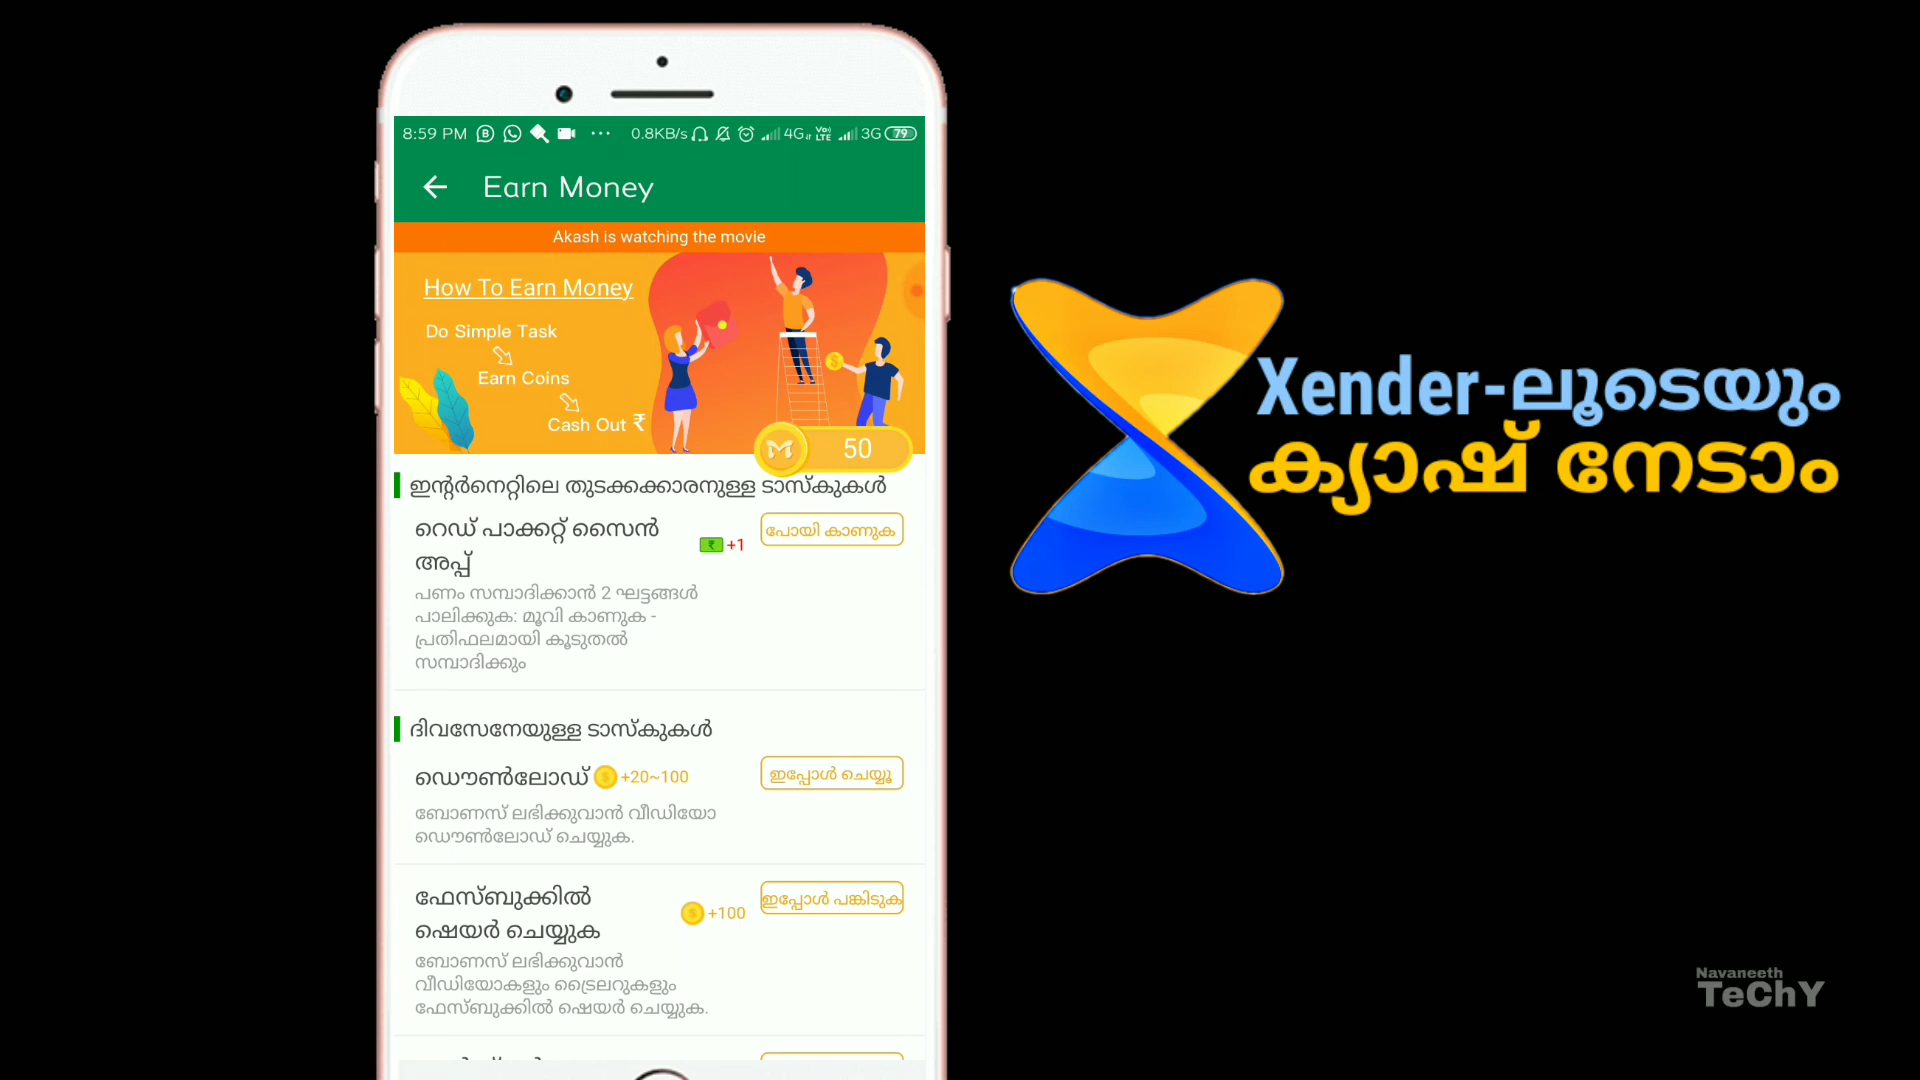 8:59 PM
0.8KB/s
4G
Vo))
LTE
3G
79
Earn Money
Akash is watching the movie
How To Earn Money
Do Simple Task
Earn Coins
Cash Out ₹
50
ഇന്റർനെറ്റിലെ തുടക്കക്കാരനുള്ള ടാസ്കുകൾ
റെഡ് പാക്കറ്റ് സൈൻ
അപ്പ്
+1
പോയി കാണുക
പണം സമ്പാദിക്കാൻ 2 ഘട്ടങ്ങൾ
പാലിക്കുക: മൂവി കാണുക -
പ്രതിഫലമായി കൂടുതൽ
സമ്പാദിക്കും
ദിവസേനേയുള്ള ടാസ്കുകൾ
ഡൌൺലോഡ് +20~100
ഇപ്പോൾ ചെയ്യൂ
ബോണസ് ലഭിക്കുവാൻ വീഡിയോ
ഡൌൺലോഡ് ചെയ്യുക.
ഫേസ്ബുക്കിൽ
ഷെയർ ചെയ്യുക
+100
ഇപ്പോൾ പങ്കിടുക
ബോണസ് ലഭിക്കുവാൻ
വീഡിയോകളും ട്രൈലറുകളും
ഫേസ്ബുക്കിൽ ഷെയർ ചെയ്യുക.
Xender-ലൂടെയും
ക്യാഷ് നേടാം
Navaneeth
TeChY